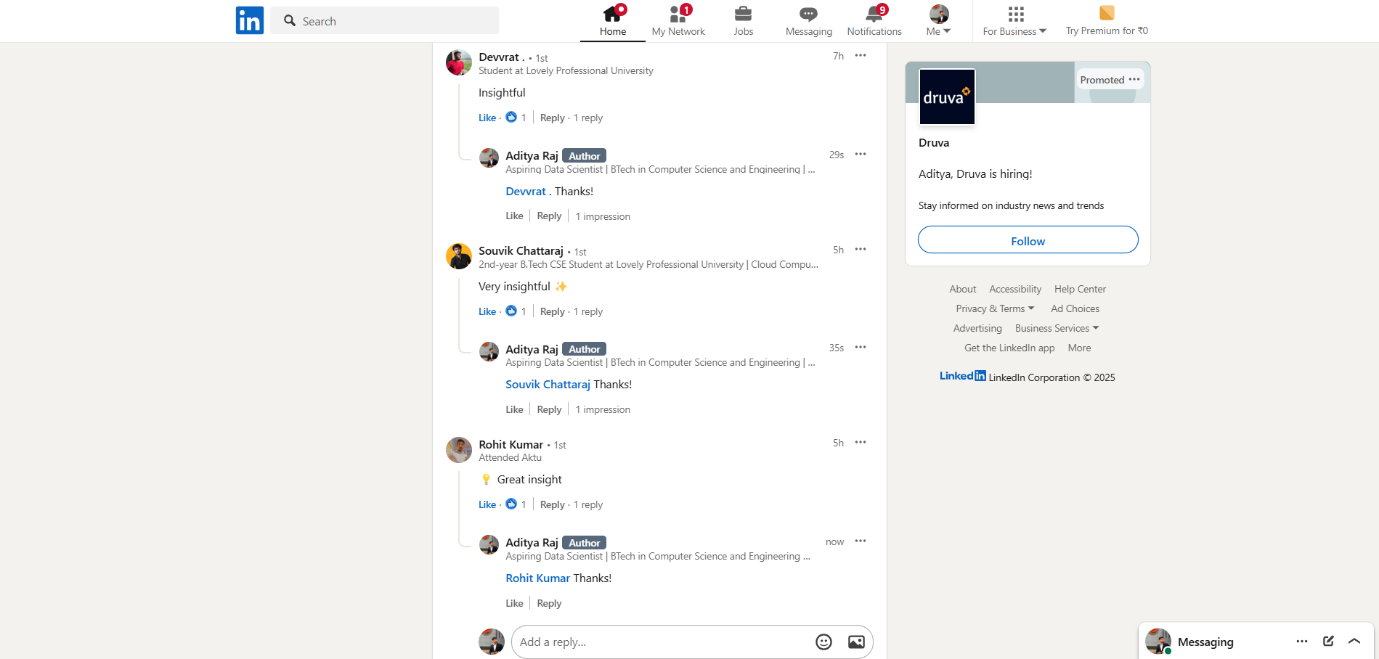 in Search
Home
1
My Network
Jobs
Messaging
9
Notifications
Me
For Business
Try Premium for ₹0
Devvrat . • 1st
7h
Student at Lovely Professional University
Insightful
Like · 1 Reply · 1 reply
Aditya Raj Author
29s
Aspiring Data Scientist | BTech in Computer Science and Engineering | ...
Devvrat . Thanks!
Like Reply 1 impression
Souvik Chattaraj • 1st
5h
2nd-year B.Tech CSE Student at Lovely Professional University | Cloud Compu...
Very insightful ✨
Like · 1 Reply · 1 reply
Aditya Raj Author
35s
Aspiring Data Scientist | BTech in Computer Science and Engineering | ...
Souvik Chattaraj Thanks!
Like Reply 1 impression
Rohit Kumar • 1st
5h
Attended Aktu
💡 Great insight
Like · 1 Reply · 1 reply
Aditya Raj Author
now
Aspiring Data Scientist | BTech in Computer Science and Engineering ...
Rohit Kumar Thanks!
Like Reply
Add a reply...
Promoted
druva
Druva
Aditya, Druva is hiring!
Stay informed on industry news and trends
Follow
About Accessibility Help Center
Privacy & Terms Ad Choices
Advertising Business Services
Get the LinkedIn app More
Linked in LinkedIn Corporation © 2025
Messaging